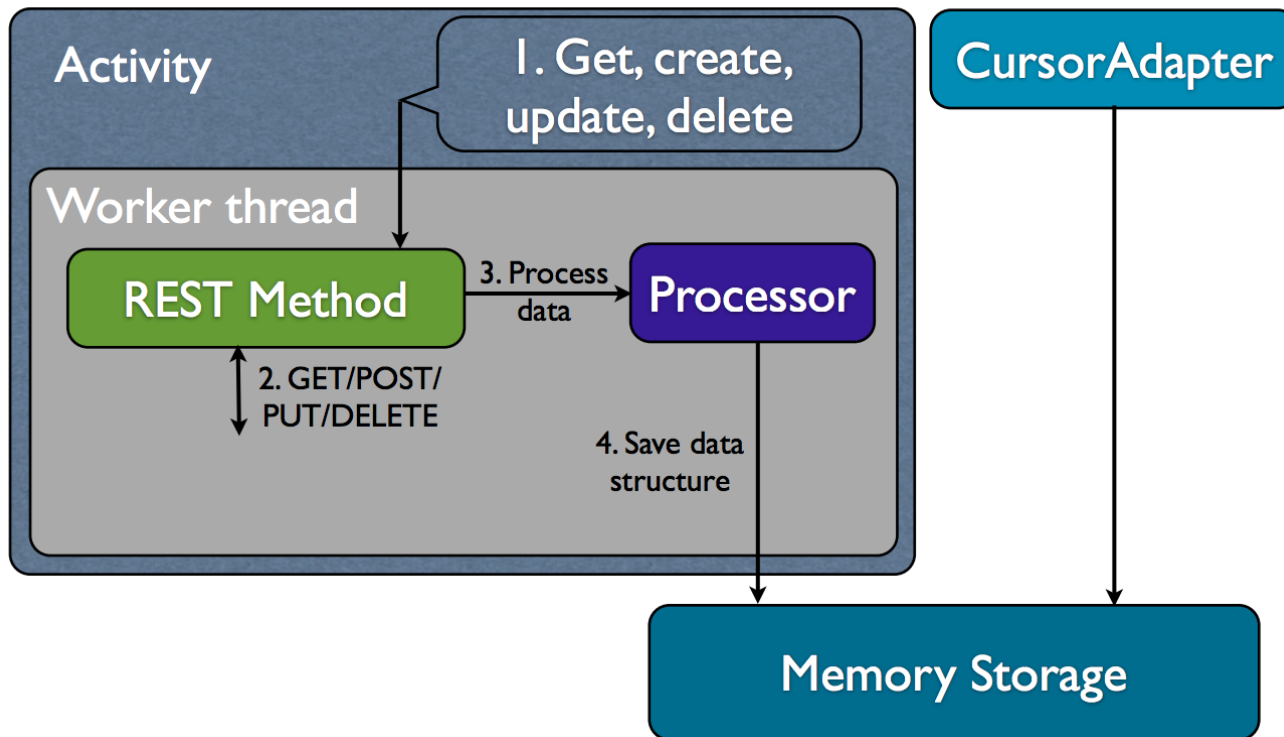 Activity
1. Get, create,
update, delete
CursorAdapter
Worker thread
REST Method
3. Process
data
Processor
2. GET/POST/
PUT/DELETE
4. Save data
structure
Memory Storage